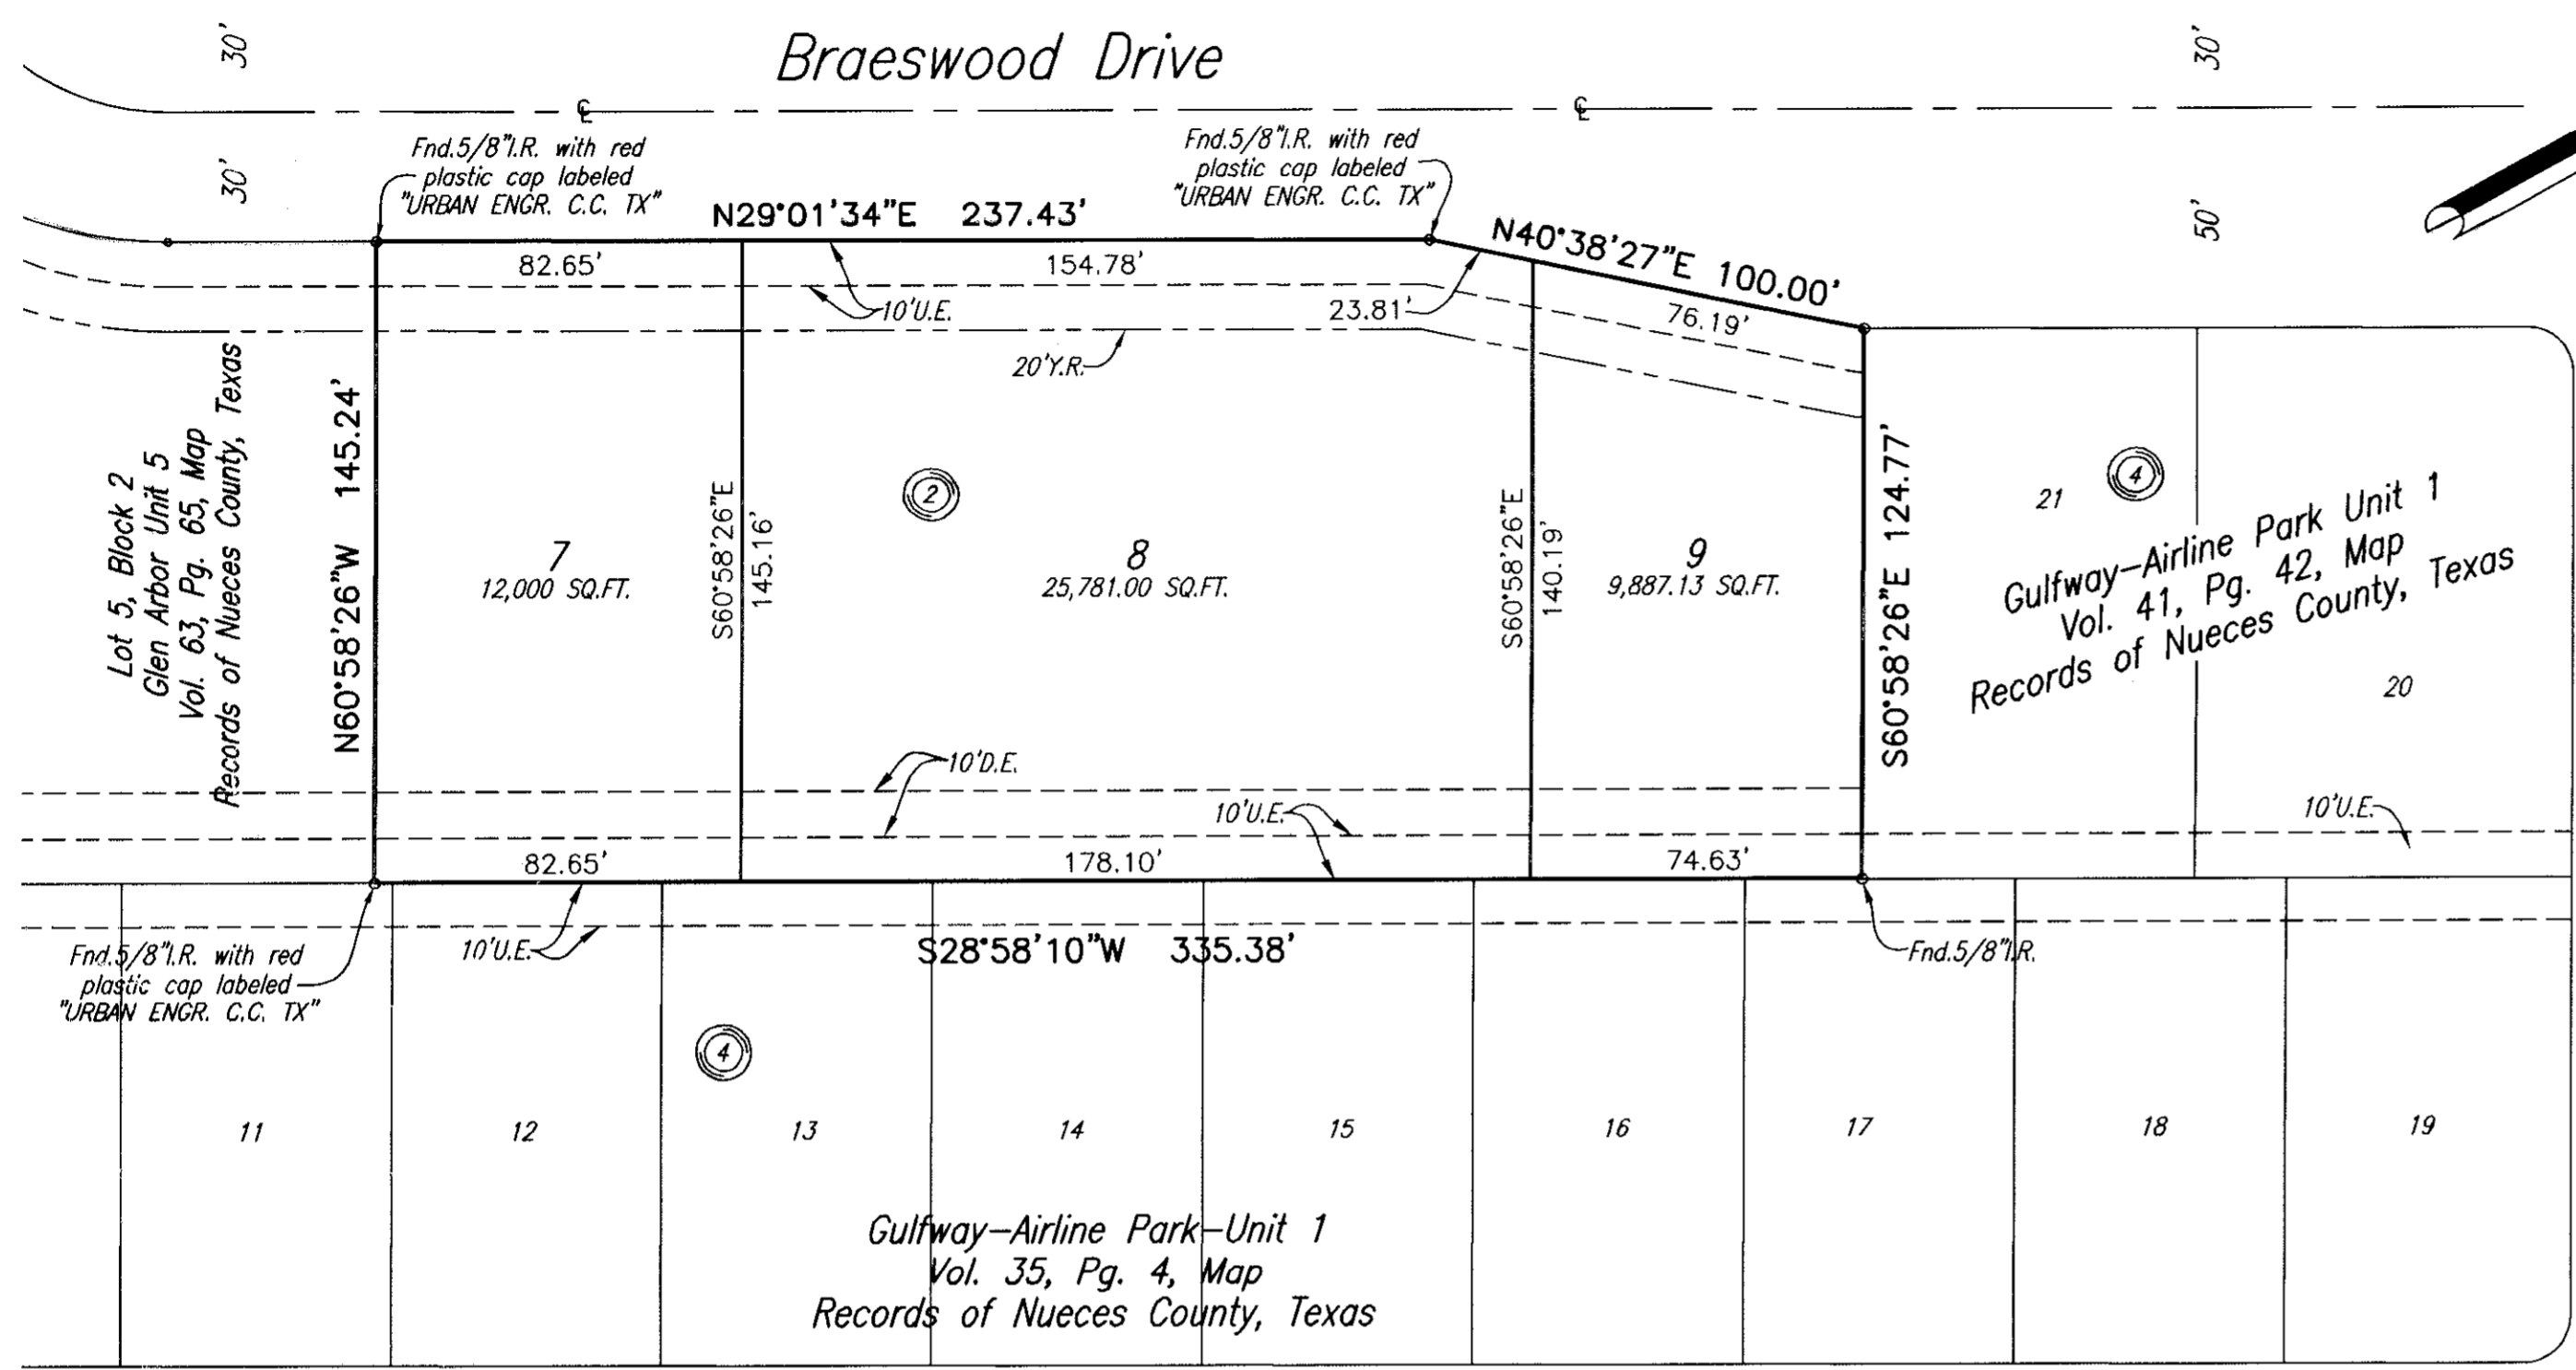 30'
Braeswood Drive
30'
℄
℄
30'
Fnd.5/8"I.R. with red
plastic cap labeled
"URBAN ENGR. C.C. TX"
Fnd.5/8"I.R. with red
plastic cap labeled
"URBAN ENGR. C.C. TX"
50'
N29°01'34"E 237.43'
N40°38'27"E 100.00'
82.65'
154.78'
10'U.E.
23.81'
76.19'
20'Y.R.
Lot 5, Block 2
Glen Arbor Unit 5
Vol. 63, Pg. 65, Map
Records of Nueces County, Texas
N60°58'26"W 145.24'
7
12,000 SQ.FT.
S60°58'26"E
145.16'
2
8
25,781.00 SQ.FT.
S60°58'26"E
140.19'
9
9,887.13 SQ.FT.
S60°58'26"E 124.77'
21
4
Gulfway-Airline Park Unit 1
Vol. 41, Pg. 42, Map
Records of Nueces County, Texas
20
10'D.E.
10'U.E.
10'U.E.
82.65'
178.10'
74.63'
Fnd.5/8"I.R. with red
plastic cap labeled
"URBAN ENGR. C.C. TX"
10'U.E.
S28°58'10"W 335.38'
Fnd.5/8"I.R.
4
11
12
13
14
15
16
17
18
19
Gulfway-Airline Park-Unit 1
Vol. 35, Pg. 4, Map
Records of Nueces County, Texas